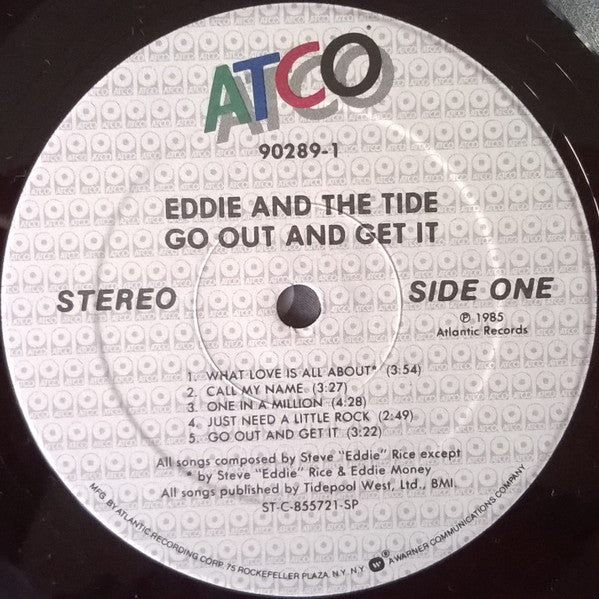 ATCO
90289-1
EDDIE AND THE TIDE
GO OUT AND GET IT
STEREO
SIDE ONE
℗ 1985
Atlantic Records
1. WHAT LOVE IS ALL ABOUT* (3:54)
2. CALL MY NAME (3:27)
3. ONE IN A MILLION (4:28)
4. JUST NEED A LITTLE ROCK (2:49)
5. GO OUT AND GET IT (3:22)
All songs composed by Steve "Eddie" Rice except
* by Steve "Eddie" Rice & Eddie Money
All songs published by Tidepool West, Ltd., BMI.
ST-C-855721-SP
MFG. BY ATLANTIC RECORDING CORP. 75 ROCKEFELLER PLAZA, N.Y. N.Y. A WARNER COMMUNICATIONS COMPANY